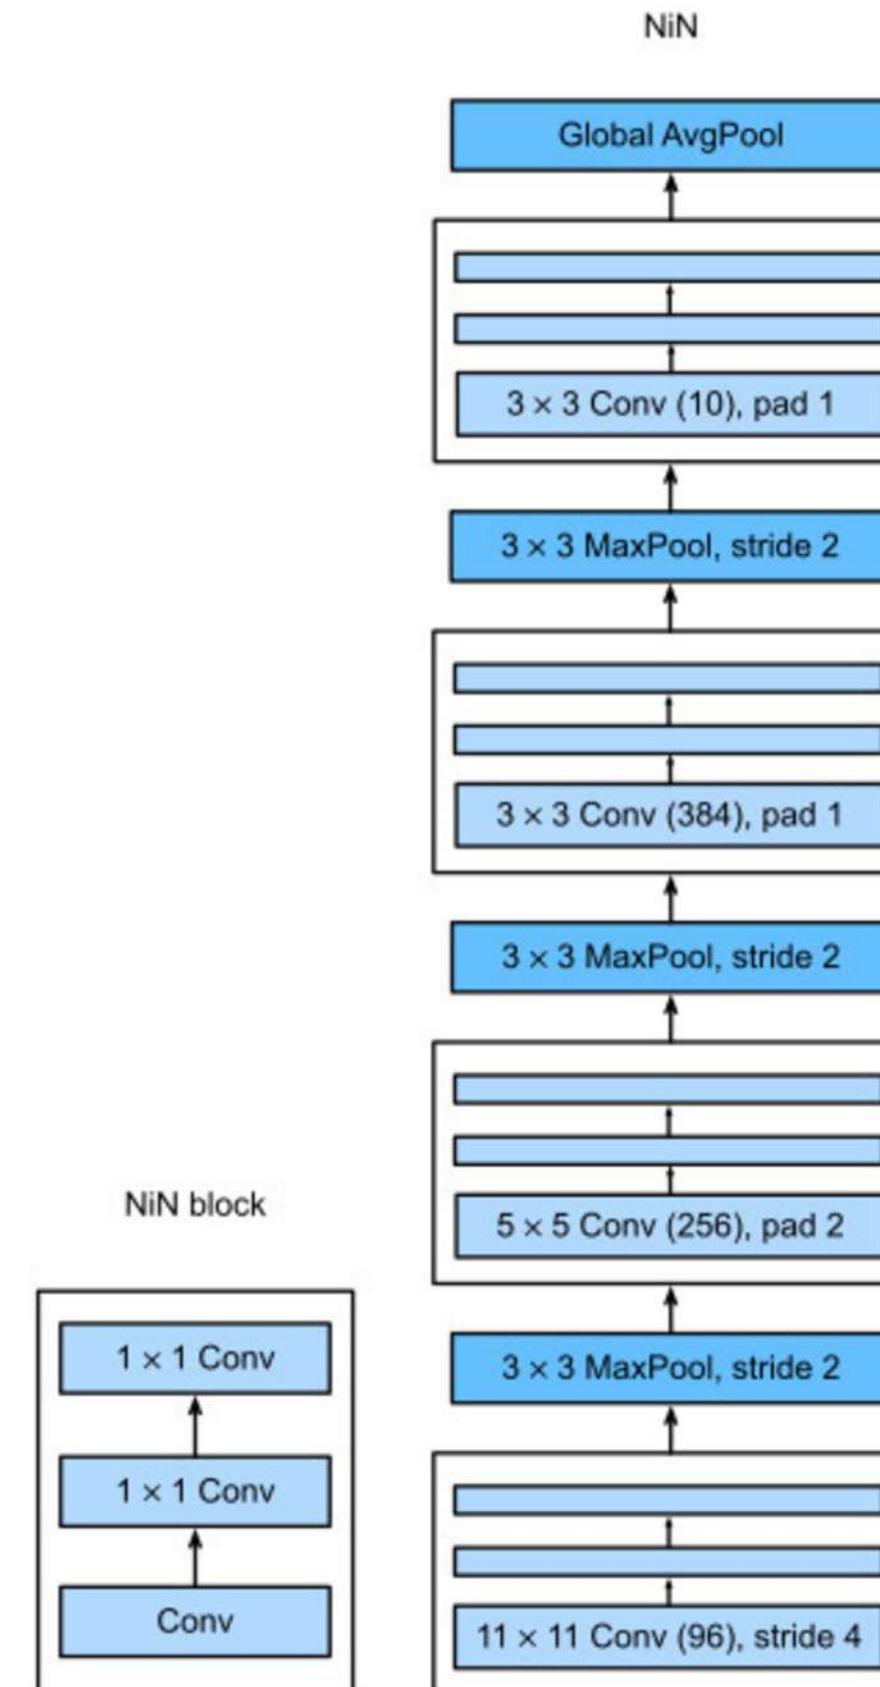 NiN
Global AvgPool
3 × 3 Conv (10), pad 1
3 × 3 MaxPool, stride 2
3 × 3 Conv (384), pad 1
3 × 3 MaxPool, stride 2
5 × 5 Conv (256), pad 2
3 × 3 MaxPool, stride 2
11 × 11 Conv (96), stride 4
NiN block
1 × 1 Conv
1 × 1 Conv
Conv